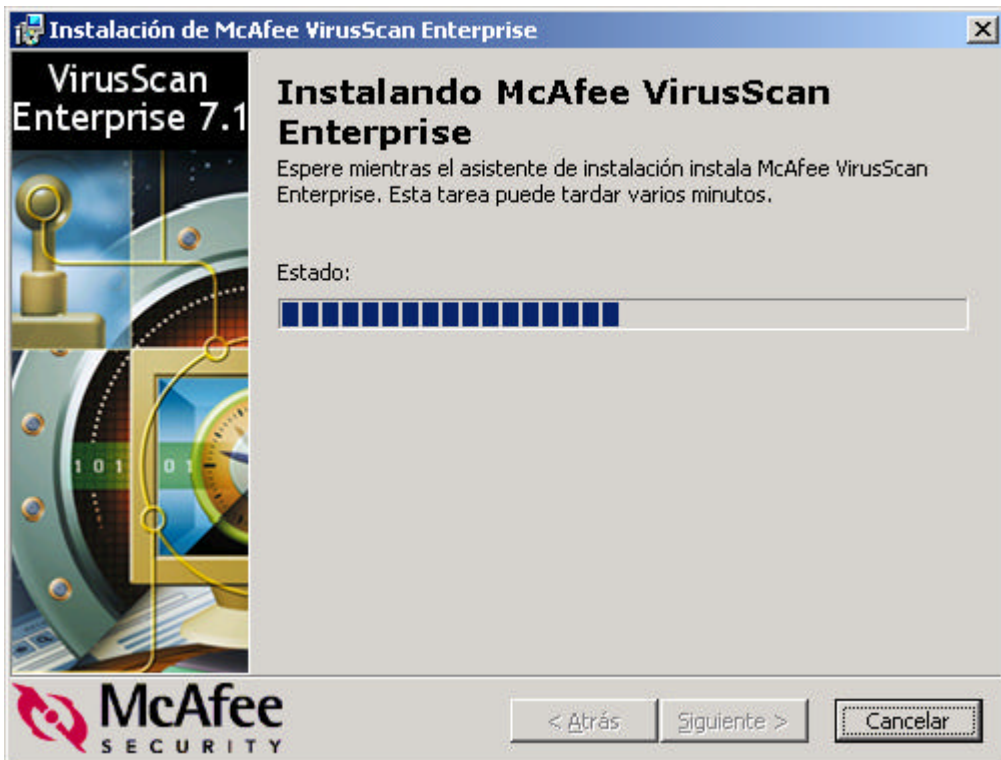 Instalación de McAfee VirusScan Enterprise
VirusScan
Enterprise 7.1
Instalando McAfee VirusScan
Enterprise
Espere mientras el asistente de instalación instala McAfee VirusScan
Enterprise. Esta tarea puede tardar varios minutos.
Estado:
1 0 1 0 1
McAfee
SECURITY
< Atrás
Siguiente >
Cancelar